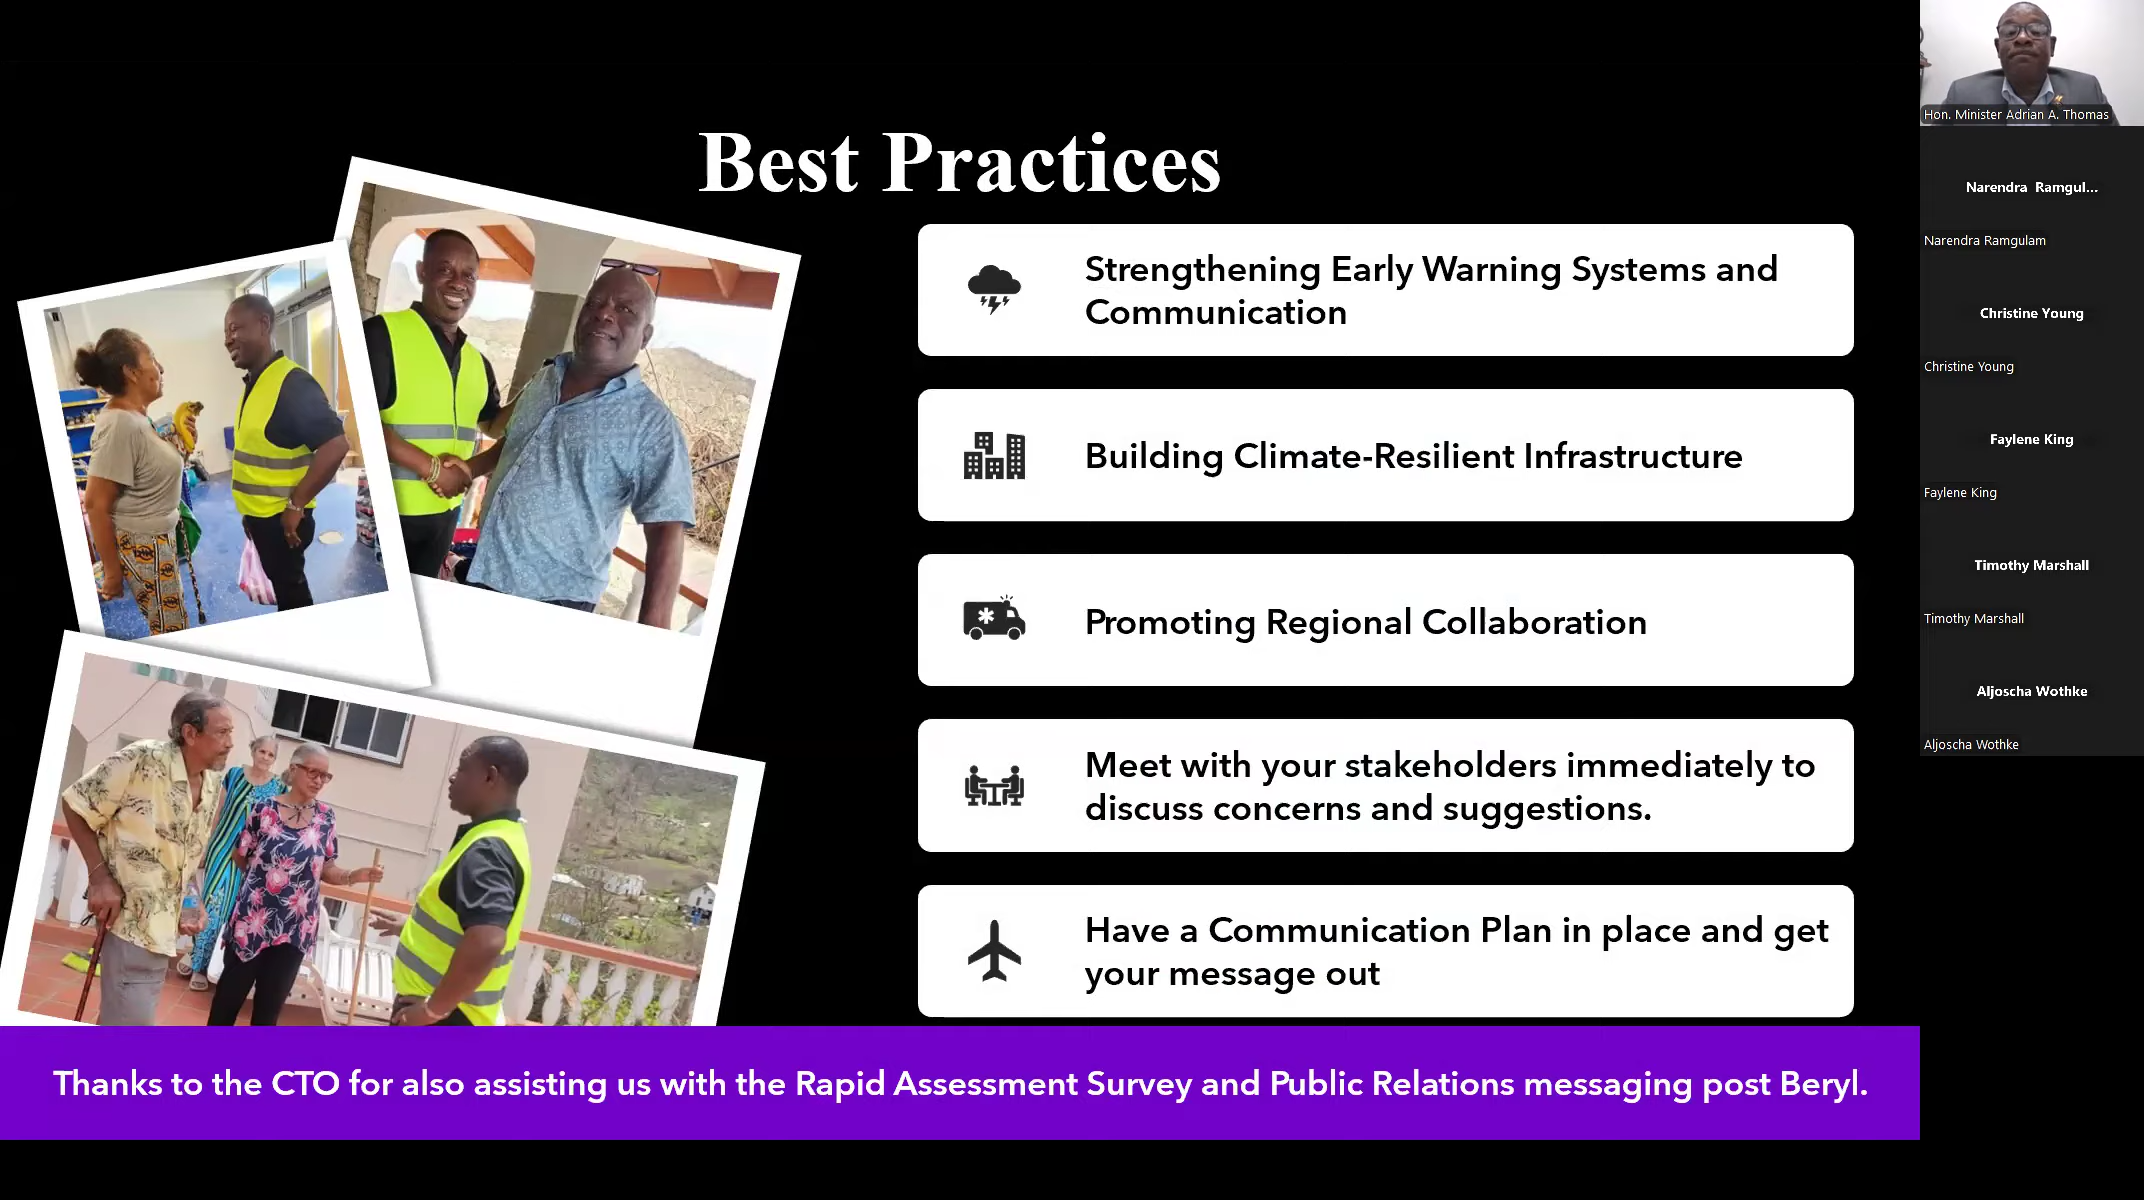 Best Practices
Strengthening Early Warning Systems and
Communication
Building Climate-Resilient Infrastructure
Promoting Regional Collaboration
Meet with your stakeholders immediately to
discuss concerns and suggestions.
Have a Communication Plan in place and get
your message out
Thanks to the CTO for also assisting us with the Rapid Assessment Survey and Public Relations messaging post Beryl.
Hon. Minister Adrian A. Thomas
Narendra Ramgul...
Narendra Ramgulam
Christine Young
Christine Young
Faylene King
Faylene King
Timothy Marshall
Timothy Marshall
Aljoscha Wothke
Aljoscha Wothke